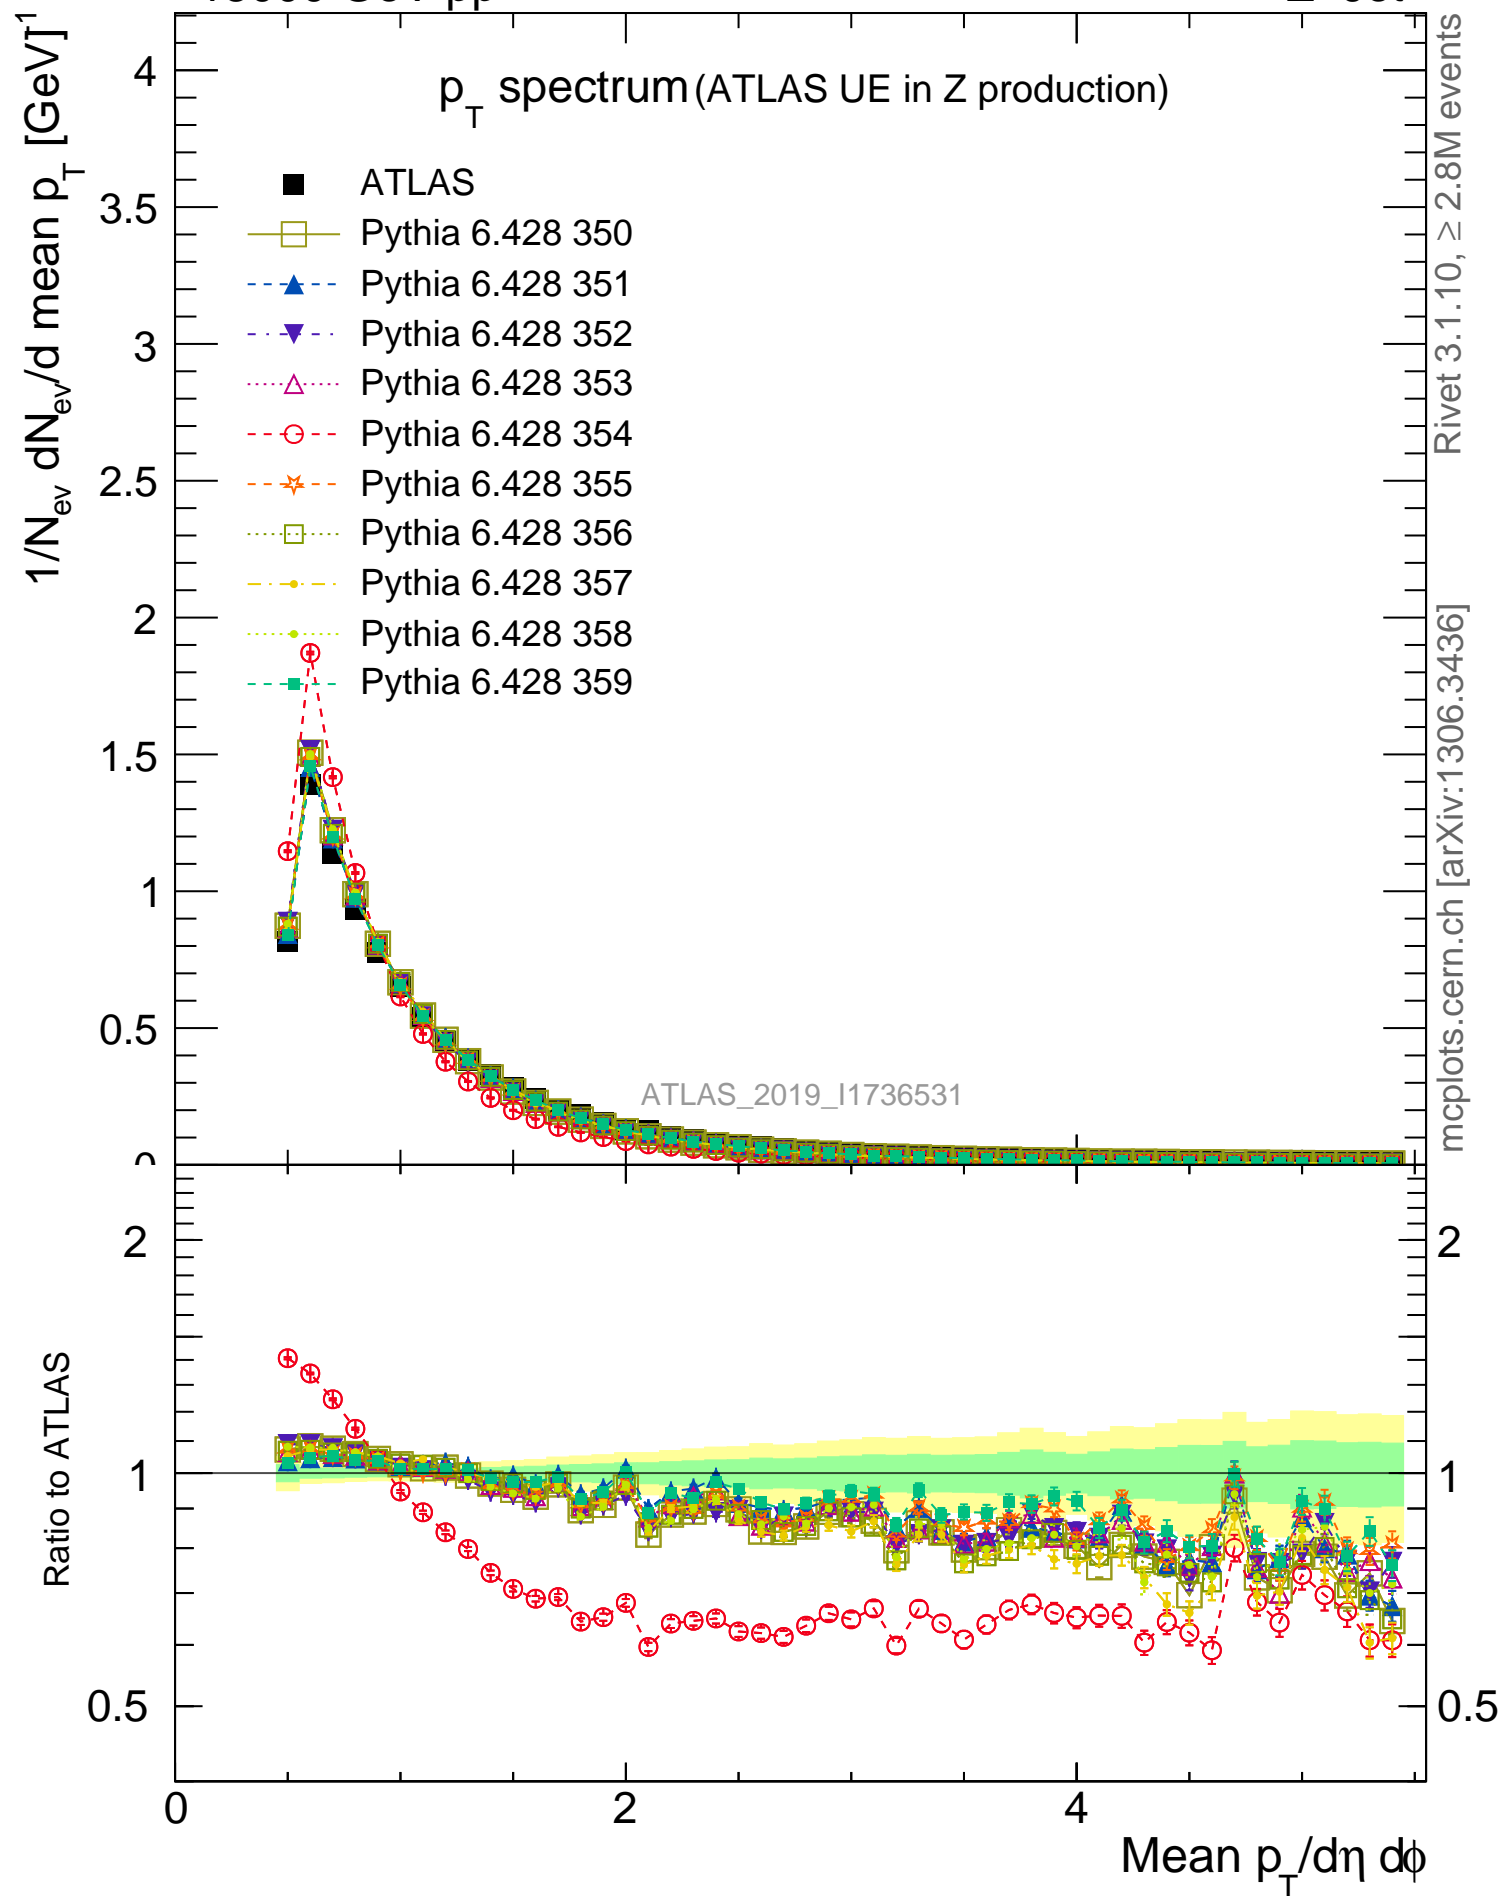 p_T spectrum (ATLAS UE in Z production)
1/N_ev dN_ev/d mean p_T [GeV]^-1
4
3.5
3
2.5
2
1.5
1
0.5
0
ATLAS
Pythia 6.428 350
Pythia 6.428 351
Pythia 6.428 352
Pythia 6.428 353
Pythia 6.428 354
Pythia 6.428 355
Pythia 6.428 356
Pythia 6.428 357
Pythia 6.428 358
Pythia 6.428 359
ATLAS_2019_I1736531
Rivet 3.1.10, ≥ 2.8M events
mcplots.cern.ch [arXiv:1306.3436]
Ratio to ATLAS
2
1
0.5
2
1
0.5
0
2
4
Mean p_T/dη dϕ